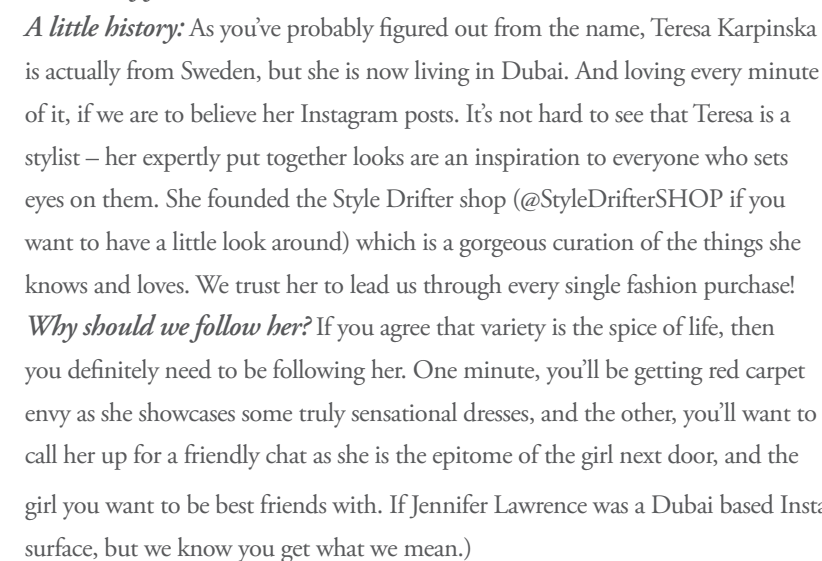 A little history: As you’ve probably figured out from the name, Teresa Karpinska
is actually from Sweden, but she is now living in Dubai. And loving every minute
of it, if we are to believe her Instagram posts. It’s not hard to see that Teresa is a
stylist – her expertly put together looks are an inspiration to everyone who sets
eyes on them. She founded the Style Drifter shop (@StyleDrifterSHOP if you
want to have a little look around) which is a gorgeous curation of the things she
knows and loves. We trust her to lead us through every single fashion purchase!
Why should we follow her? If you agree that variety is the spice of life, then
you definitely need to be following her. One minute, you’ll be getting red carpet
envy as she showcases some truly sensational dresses, and the other, you’ll want to
call her up for a friendly chat as she is the epitome of the girl next door, and the
girl you want to be best friends with. If Jennifer Lawrence was a Dubai based
surface, but we know you get what we mean.)